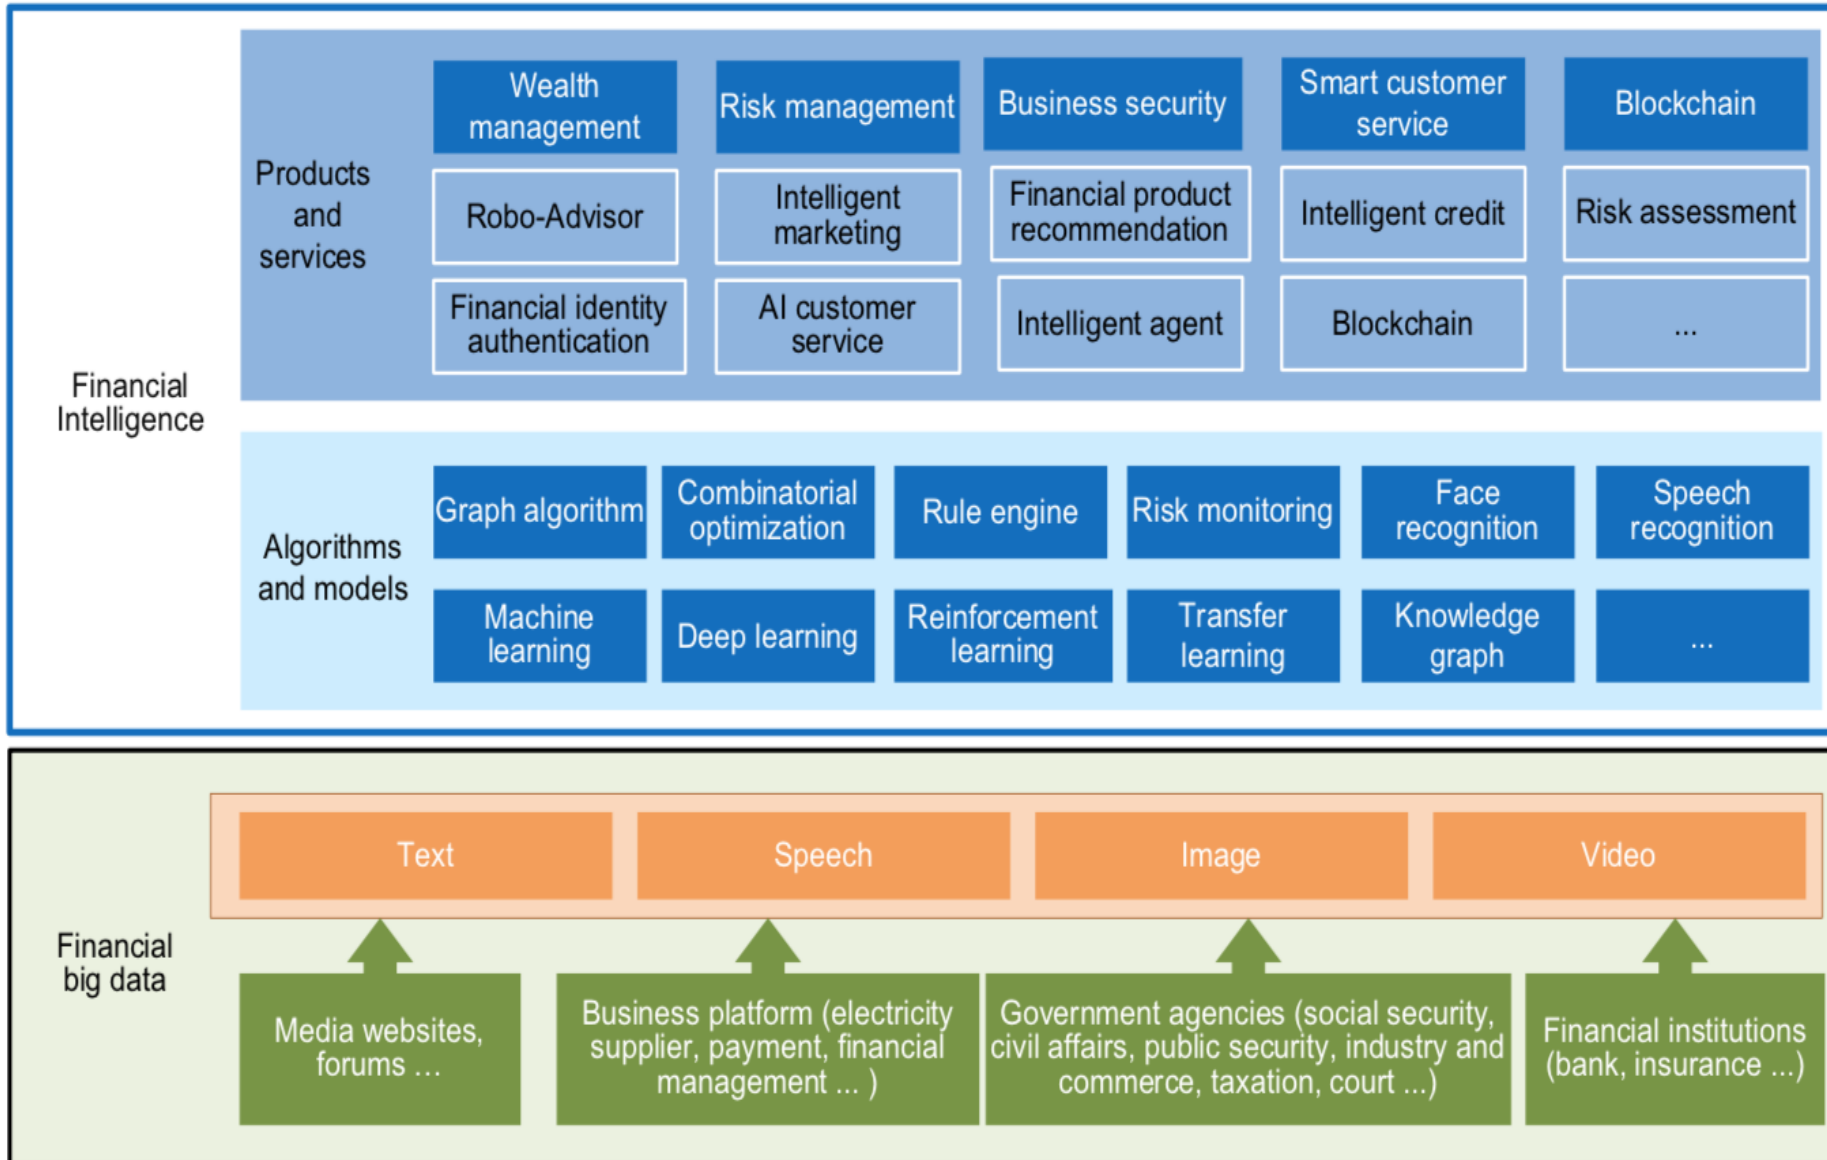 Financial
Intelligence
Products
and
services
Wealth
management
Risk management
Business security
Smart customer
service
Blockchain
Robo-Advisor
Intelligent
marketing
Financial product
recommendation
Intelligent credit
Risk assessment
Financial identity
authentication
AI customer
service
Intelligent agent
Blockchain
...
Algorithms
and models
Graph algorithm
Combinatorial
optimization
Rule engine
Risk monitoring
Face
recognition
Speech
recognition
Machine
learning
Deep learning
Reinforcement
learning
Transfer
learning
Knowledge
graph
...
Financial
big data
Text
Speech
Image
Video
Media websites,
forums ...
Business platform (electricity
supplier, payment, financial
management ... )
Government agencies (social security,
civil affairs, public security, industry and
commerce, taxation, court ...)
Financial institutions
(bank, insurance ...)